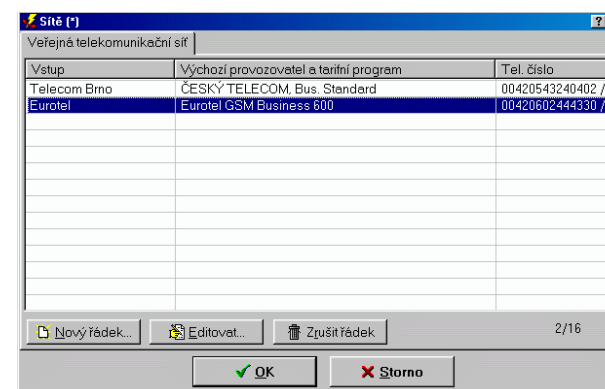 Sítě (*) ?
Veřejná telekomunikační síť
Vstup Výchozí provozovatel a tarifní program Tel. číslo
Telecom Brno ČESKÝ TELECOM, Bus. Standard 00420543240402 /
Eurotel Eurotel GSM Business 600 00420602444330 /
Nový řádek... Editovat... Zrušit řádek 2/16
OK Storno